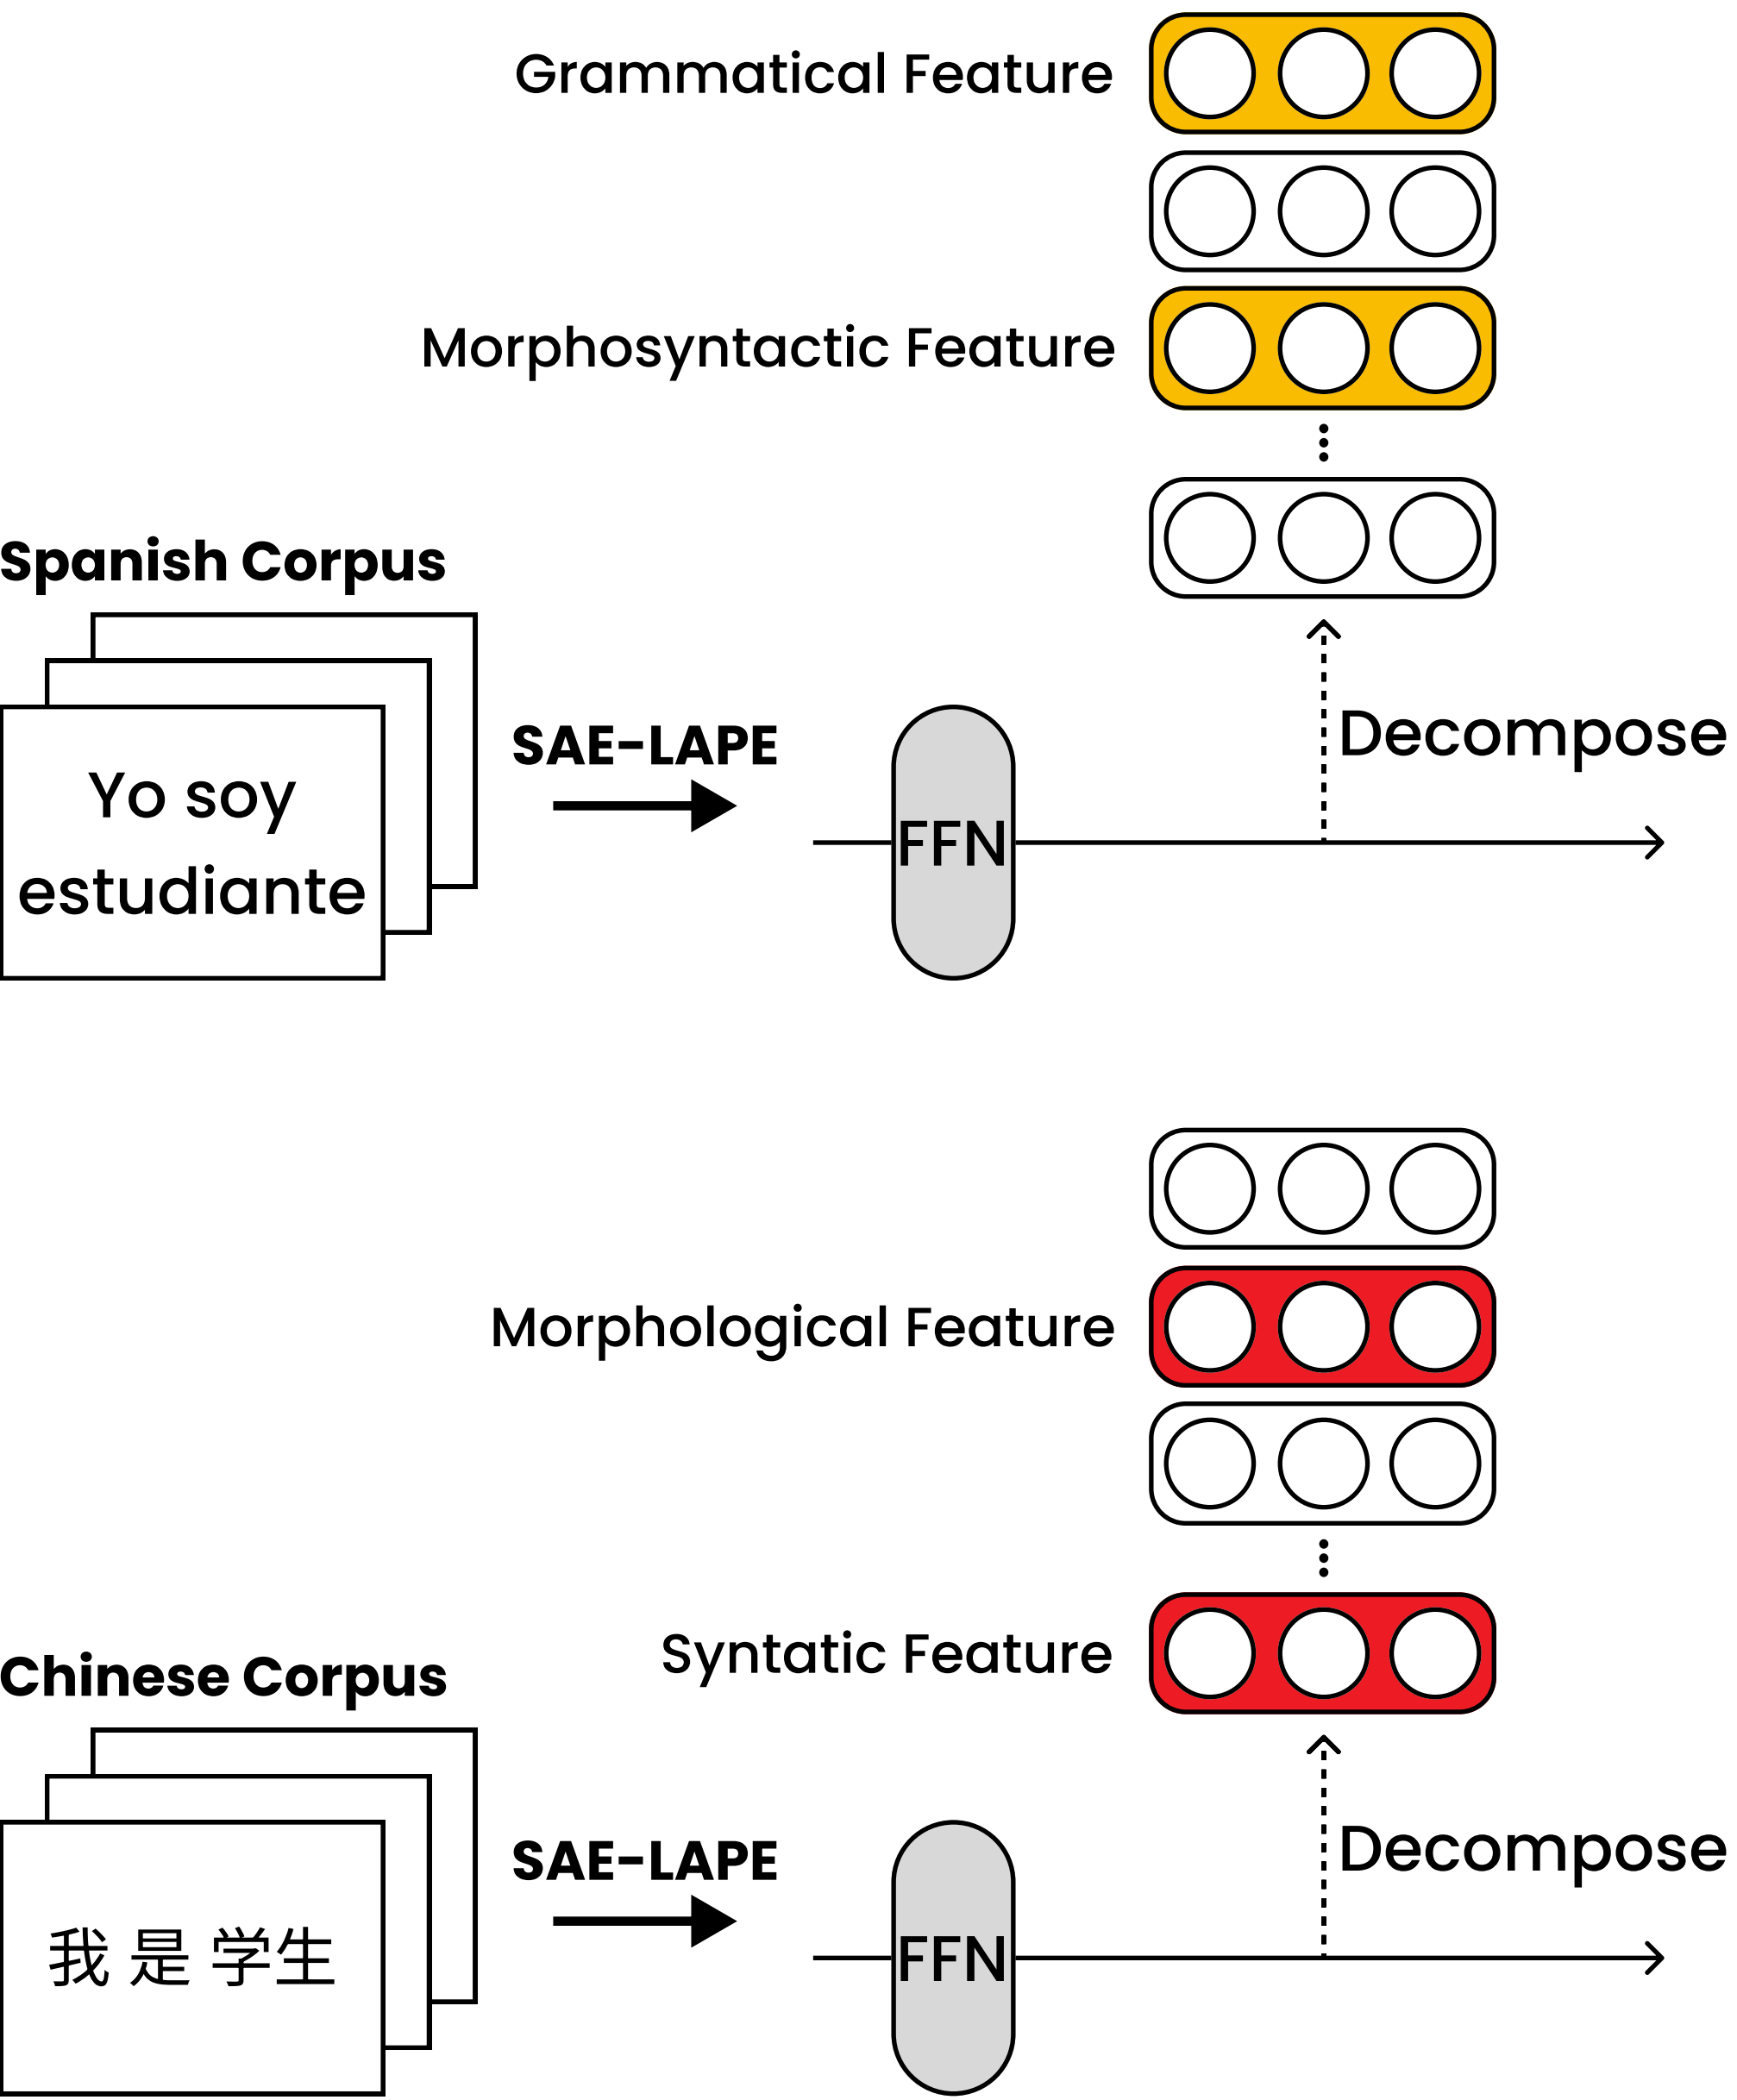 Grammatical Feature
Morphosyntactic Feature
Spanish Corpus
Yo soy
estudiante
SAE-LAPE
FFN
Decompose
Morphological Feature
Syntatic Feature
Chinese Corpus
我 是 学生
SAE-LAPE
FFN
Decompose